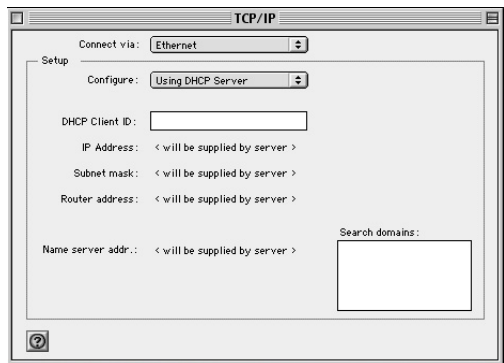 TCP/IP
Connect via: Ethernet
Setup
Configure: Using DHCP Server
DHCP Client ID:
IP Address: < will be supplied by server >
Subnet mask: < will be supplied by server >
Router address: < will be supplied by server >
Search domains:
Name server addr.: < will be supplied by server >
?